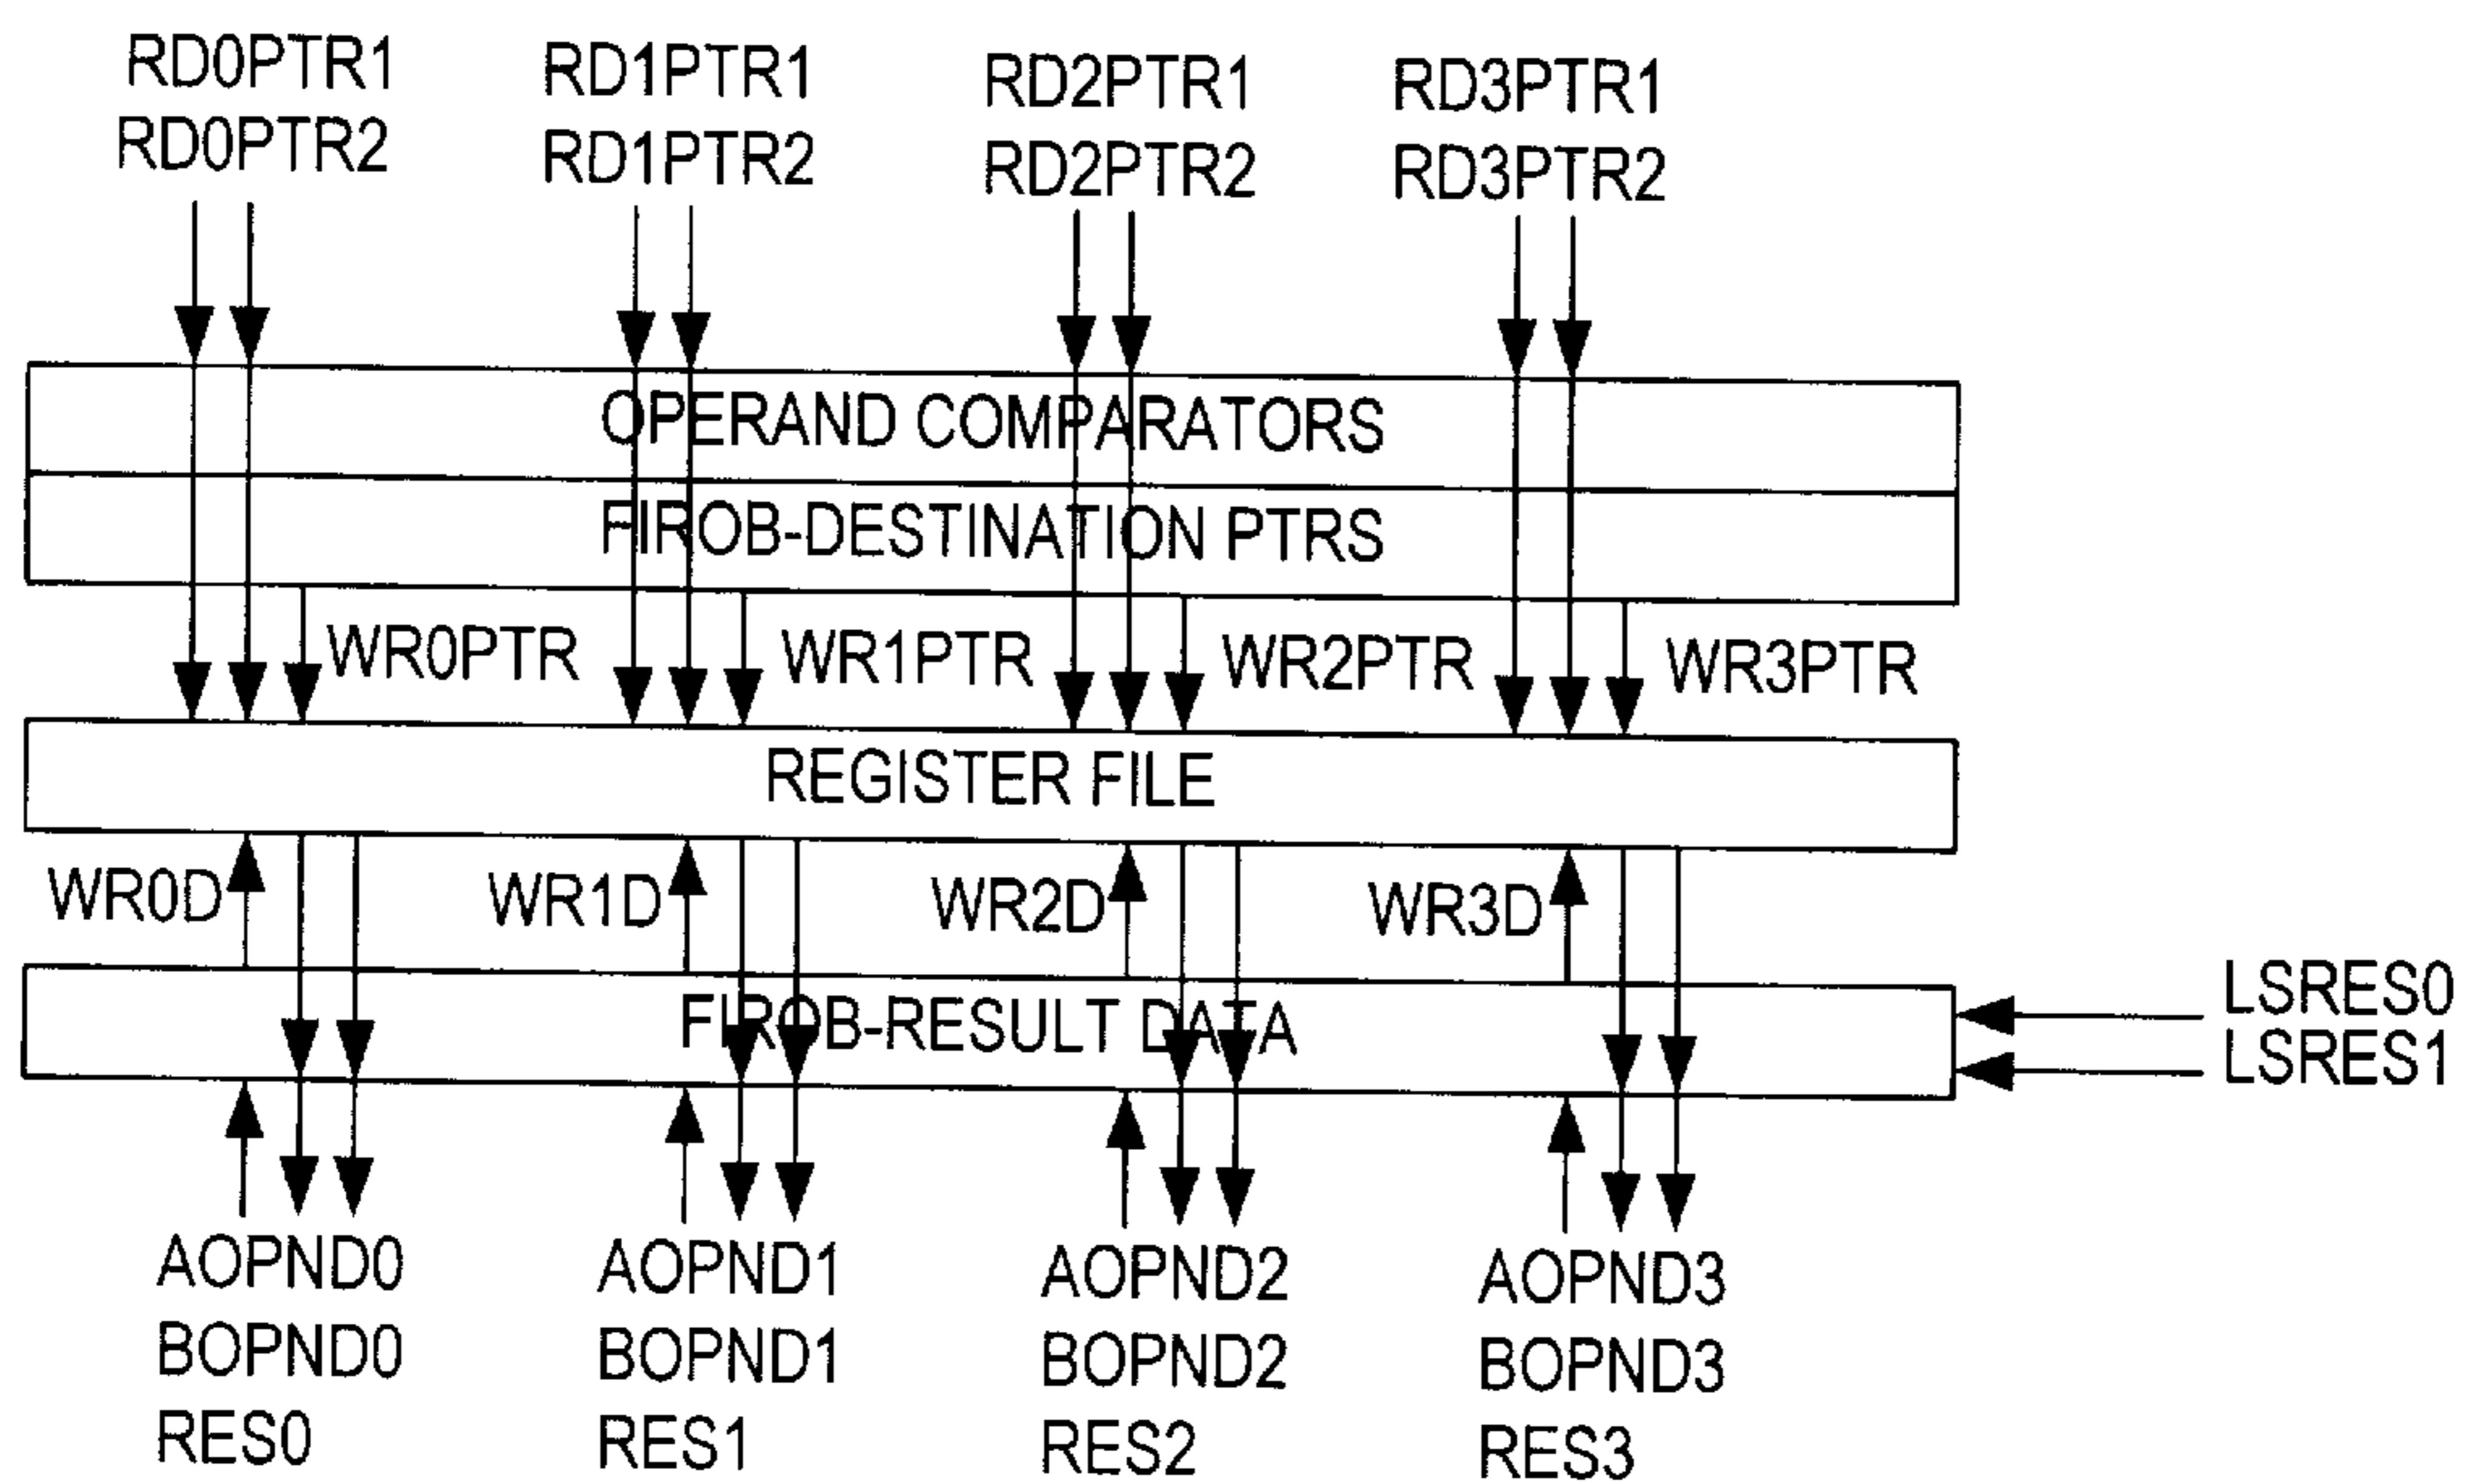 RD0PTR1
RD0PTR2
RD1PTR1
RD1PTR2
RD2PTR1
RD2PTR2
RD3PTR1
RD3PTR2
OPERAND COMPARATORS
FIROB-DESTINATION PTRS
WR0PTR
WR1PTR
WR2PTR
WR3PTR
REGISTER FILE
WR0D
WR1D
WR2D
WR3D
FIROB-RESULT DATA
LSRES0
LSRES1
AOPND0
BOPND0
RES0
AOPND1
BOPND1
RES1
AOPND2
BOPND2
RES2
AOPND3
BOPND3
RES3